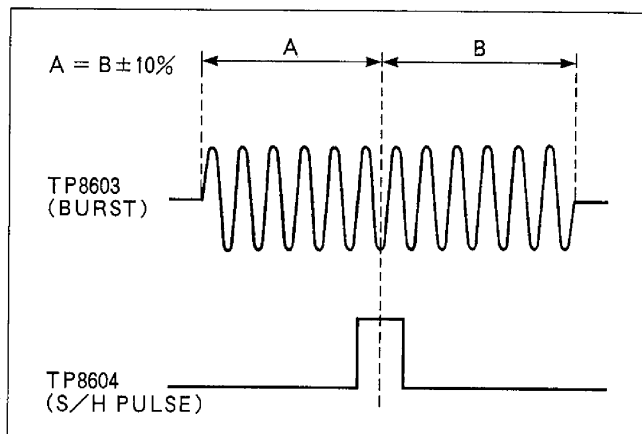 A = B±10%
A
B
TP8603
(BURST)
TP8604
(S/H PULSE)